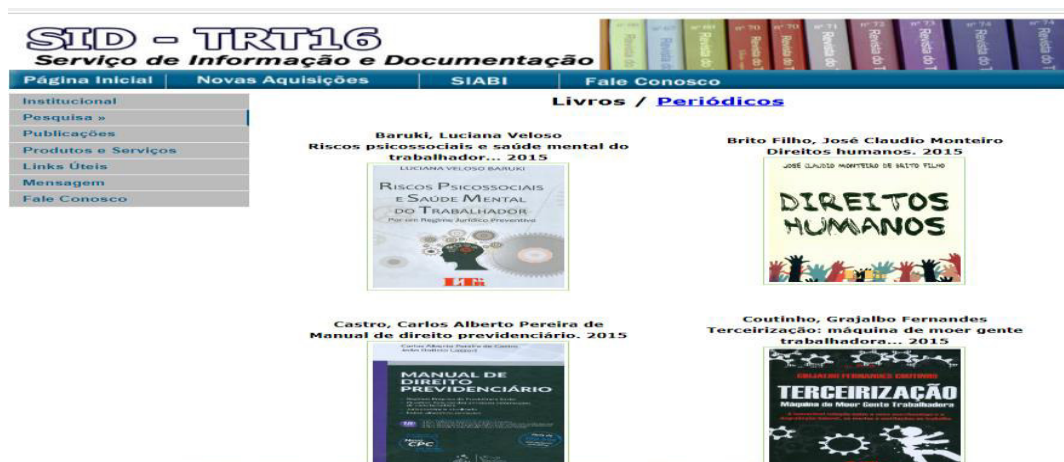 SID - TRT16
Serviço de Informação e Documentação
Página Inicial Novas Aquisições SIABI Fale Conosco
Institucional
Pesquisa »
Publicações
Produtos e Serviços
Links Úteis
Mensagem
Fale Conosco
Livros / Periódicos
Baruki, Luciana Veloso
Riscos psicossociais e saúde mental do
trabalhador... 2015
LUCIANA VELOSO BARUKI
RISCOS PSICOSSOCIAIS
E SAÚDE MENTAL
DO TRABALHADOR
Por um Regime Jurídico Preventivo
LTr
Brito Filho, José Claudio Monteiro
Direitos humanos. 2015
JOSÉ CLAUDIO MONTEIRO DE BRITO FILHO
DIREITOS
HUMANOS
Castro, Carlos Alberto Pereira de
Manual de direito previdenciário. 2015
Carlos Alberto Pereira de Castro
João Batista Lazzari
MANUAL DE
DIREITO
PREVIDENCIÁRIO
Novo
CPC
Coutinho, Grajalbo Fernandes
Terceirização: máquina de moer gente
trabalhadora... 2015
GRIJALBO FERNANDES COUTINHO
TERCEIRIZAÇÃO
Máquina de Moer Gente Trabalhadora